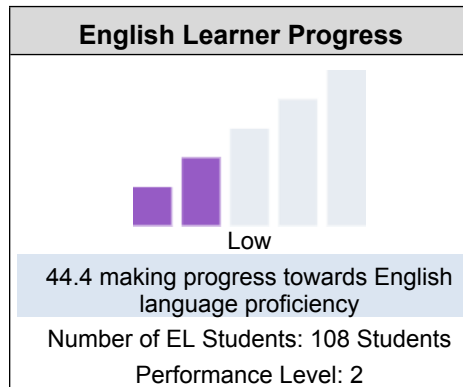 English Learner Progress
Low
44.4 making progress towards English
language proficiency
Number of EL Students: 108 Students
Performance Level: 2